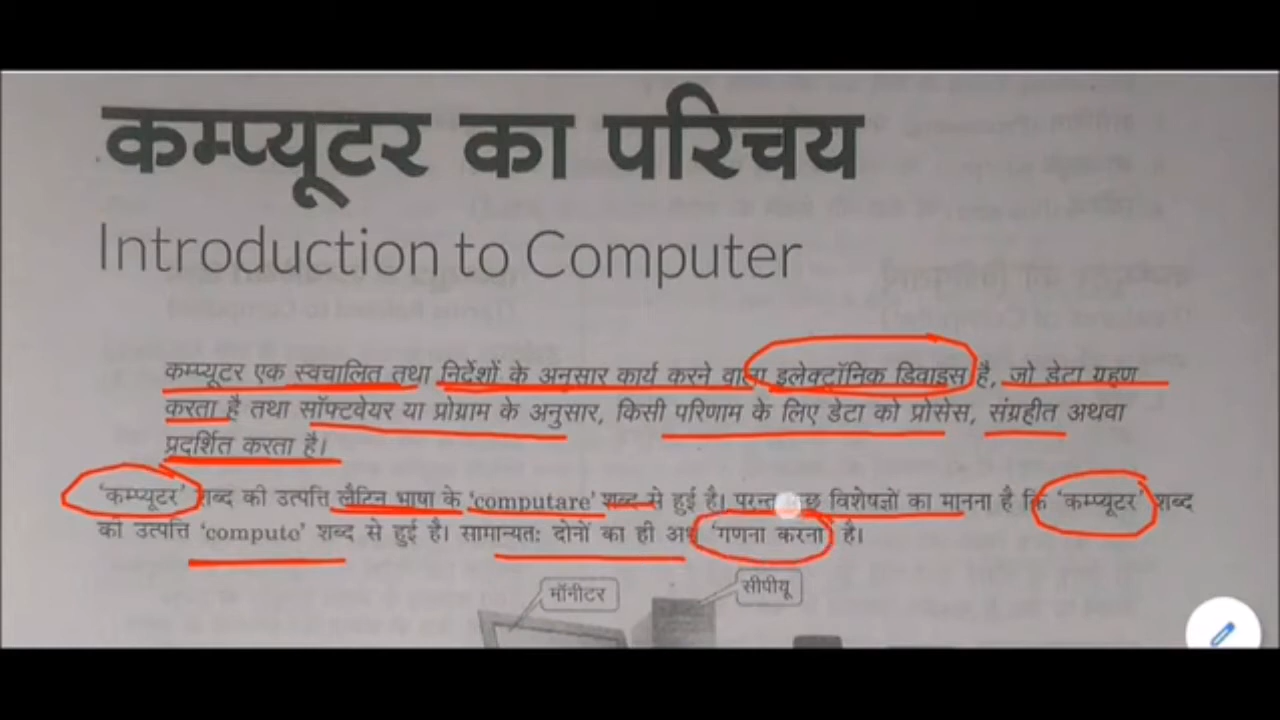 कम्प्यूटर का परिचय
Introduction to Computer
कम्प्यूटर एक स्वचालित तथा निर्देशों के अनुसार कार्य करने वाला इलेक्ट्रॉनिक डिवाइस है, जो डेटा ग्रहण
करता है तथा सॉफ्टवेयर या प्रोग्राम के अनुसार, किसी परिणाम के लिए डेटा को प्रोसेस, संग्रहीत अथवा
प्रदर्शित करता है।
'कम्प्यूटर' शब्द की उत्पत्ति लैटिन भाषा के 'computare' शब्द से हुई है। परन्तु कुछ विशेषज्ञों का मानना है कि 'कम्प्यूटर' शब्द
की उत्पत्ति 'computo' शब्द से हुई है। सामान्यत: दोनों का ही अर्थ 'गणना करना' है।
मॉनीटर
सीपीयू